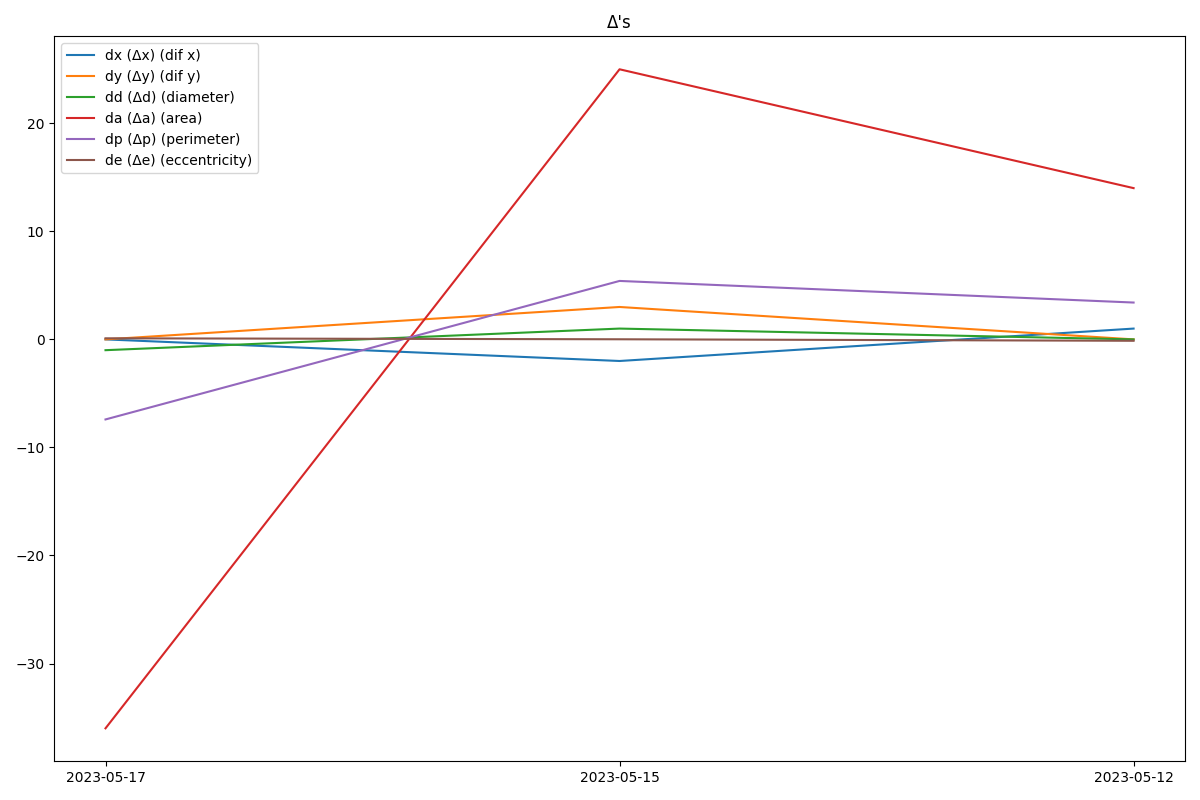 Δ's
dx (Δx) (dif x)
dy (Δy) (dif y)
dd (Δd) (diameter)
da (Δa) (area)
dp (Δp) (perimeter)
de (Δe) (eccentricity)
20
10
0
−10
−20
−30
2023-05-17 2023-05-15 2023-05-12